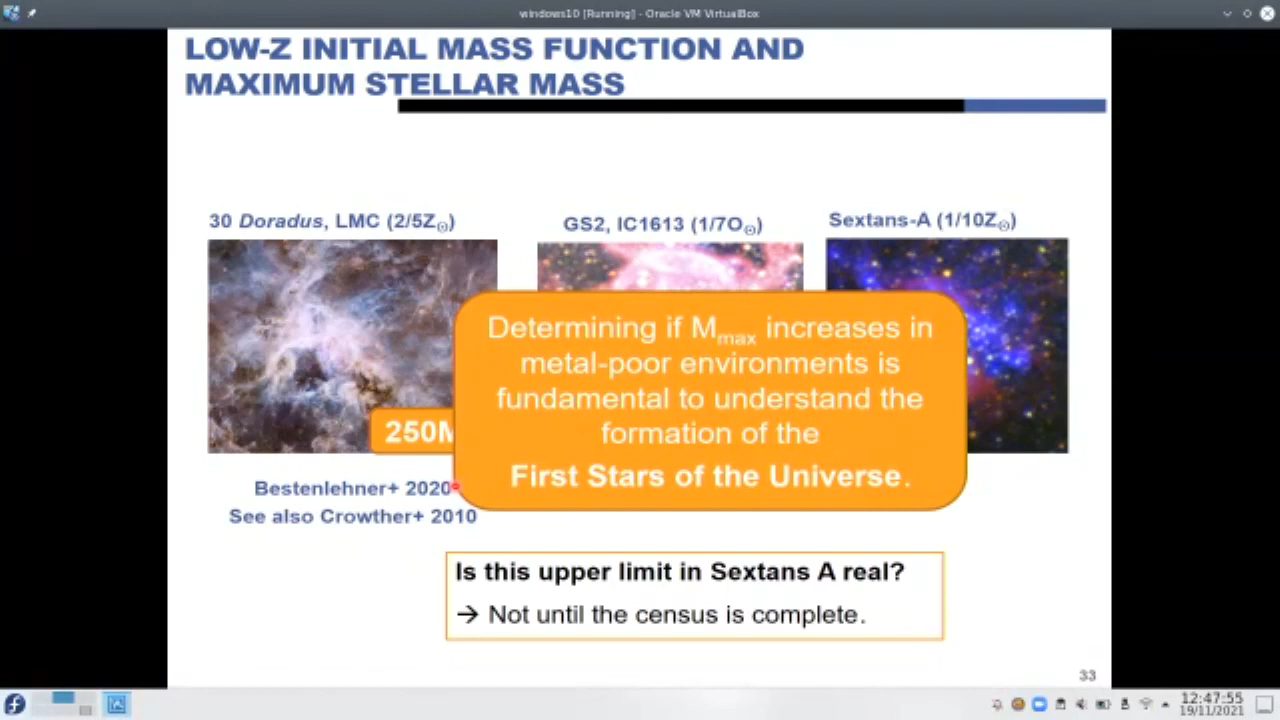 windows10 [Running] - Oracle VM VirtualBox
LOW-Z INITIAL MASS FUNCTION AND
MAXIMUM STELLAR MASS
30 Doradus, LMC (2/5Z☉)
GS2, IC1613 (1/7O☉)
Sextans-A (1/10Z☉)
Determining if Mmax increases in
metal-poor environments is
fundamental to understand the
formation of the
First Stars of the Universe.
250M
Bestenlehner+ 2020
See also Crowther+ 2010
Is this upper limit in Sextans A real?
→ Not until the census is complete.
33
12:47:55
19/11/2021